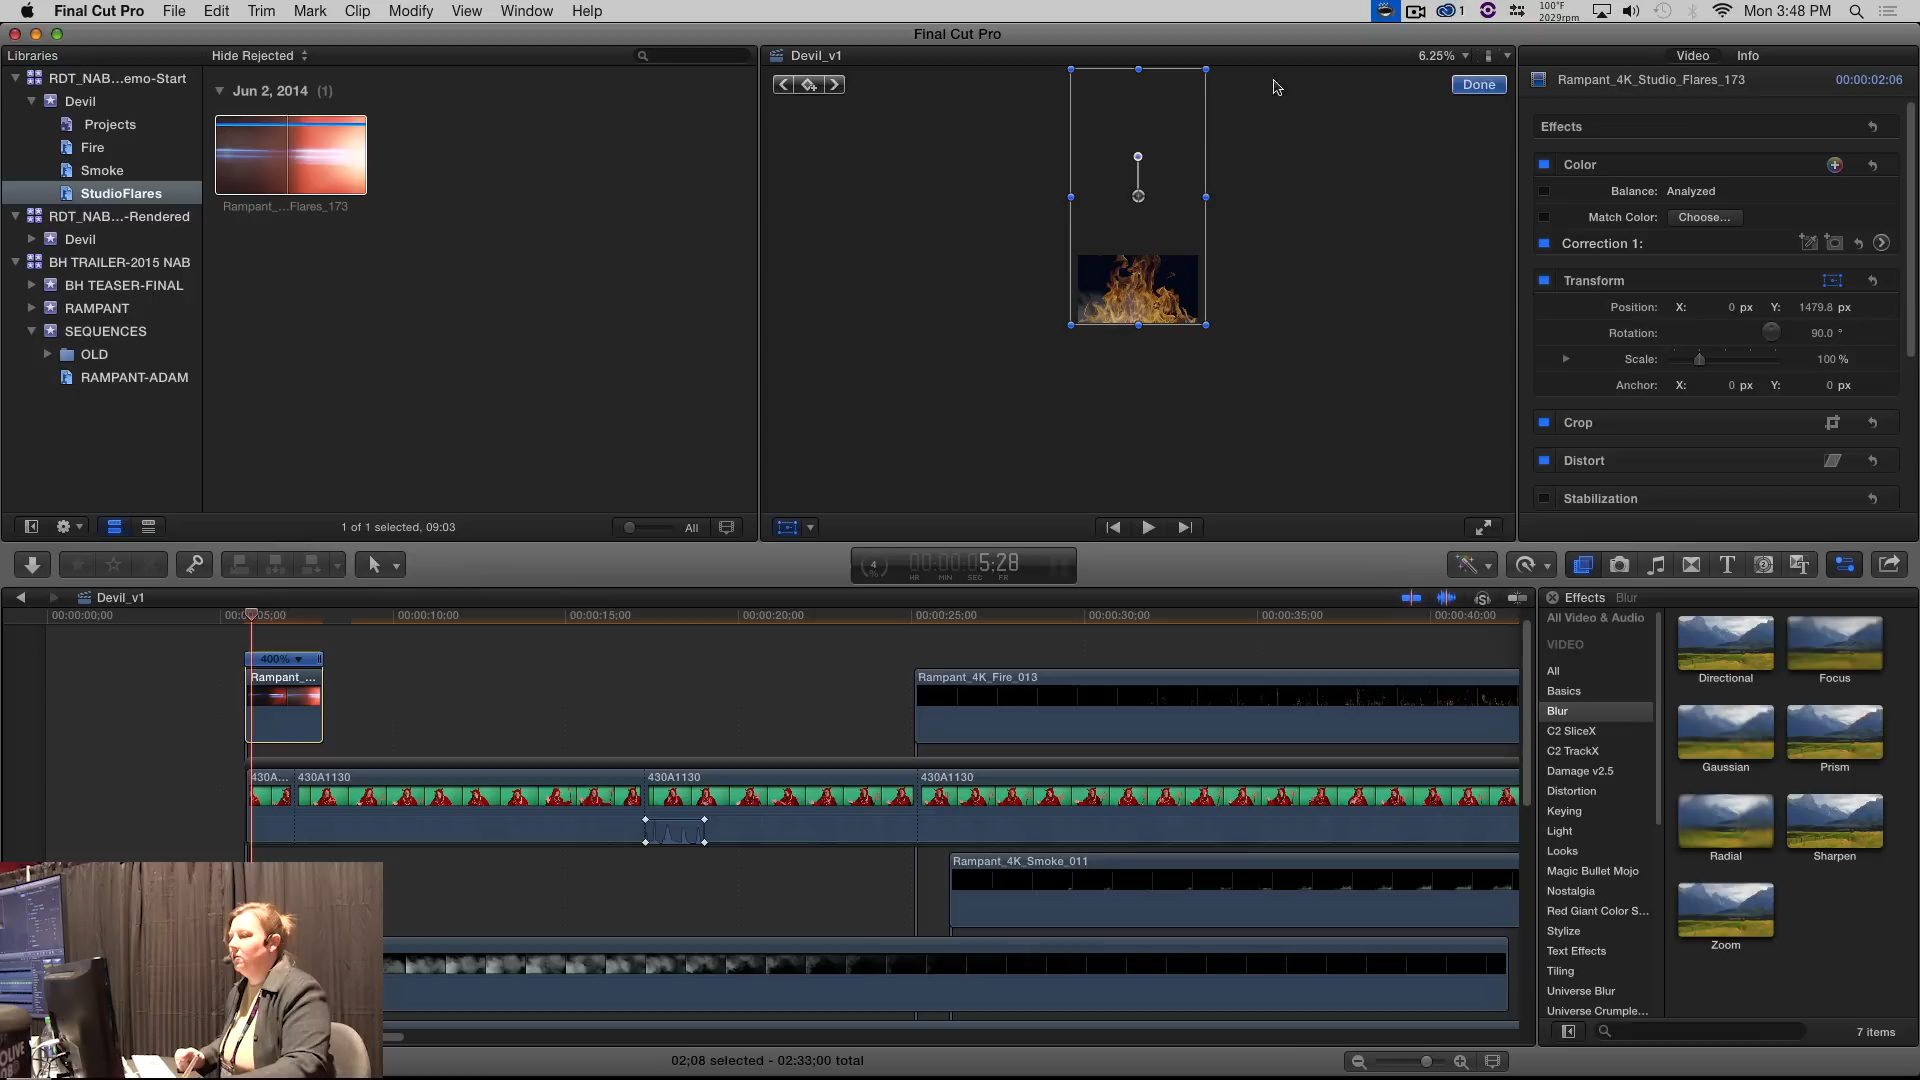 Final Cut Pro File Edit Trim Mark Clip Modify View Window Help
1 100°F 2029rpm Mon 3:48 PM
Final Cut Pro
Libraries
Hide Rejected
Devil_v1
6.25%
Video Info
RDT_NAB...emo-Start
Devil
Projects
Fire
Smoke
StudioFlares
RDT_NAB...-Rendered
Devil
BH TRAILER-2015 NAB
BH TEASER-FINAL
RAMPANT
SEQUENCES
OLD
RAMPANT-ADAM
Jun 2, 2014 (1)
Rampant_...Flares_173
Done
Rampant_4K_Studio_Flares_173 00:00:02:06
Effects
Color
Balance: Analyzed
Match Color: Choose...
Correction 1:
Transform
Position: X: 0 px Y: 1479.8 px
Rotation: 90.0 °
Scale: 100 %
Anchor: X: 0 px Y: 0 px
Crop
Distort
Stabilization
1 of 1 selected, 09:03
All
4 %
00:00:05:28
HR MIN SEC FR
Devil_v1
00:00:00;00 00:00:05;00 00:00:10;00 00:00:15;00 00:00:20;00 00:00:25;00 00:00:30;00 00:00:35;00 00:00:40;00
400%
Rampant_...
Rampant_4K_Fire_013
430A... 430A1130 430A1130 430A1130
Rampant_4K_Smoke_011
02;08 selected - 02:33;00 total
Effects Blur
All Video & Audio
VIDEO
All
Basics
Blur
C2 SliceX
C2 TrackX
Damage v2.5
Distortion
Keying
Light
Looks
Magic Bullet Mojo
Nostalgia
Red Giant Color S...
Stylize
Text Effects
Tiling
Universe Blur
Universe Crumple...
Directional Focus
Gaussian Prism
Radial Sharpen
Zoom
7 items